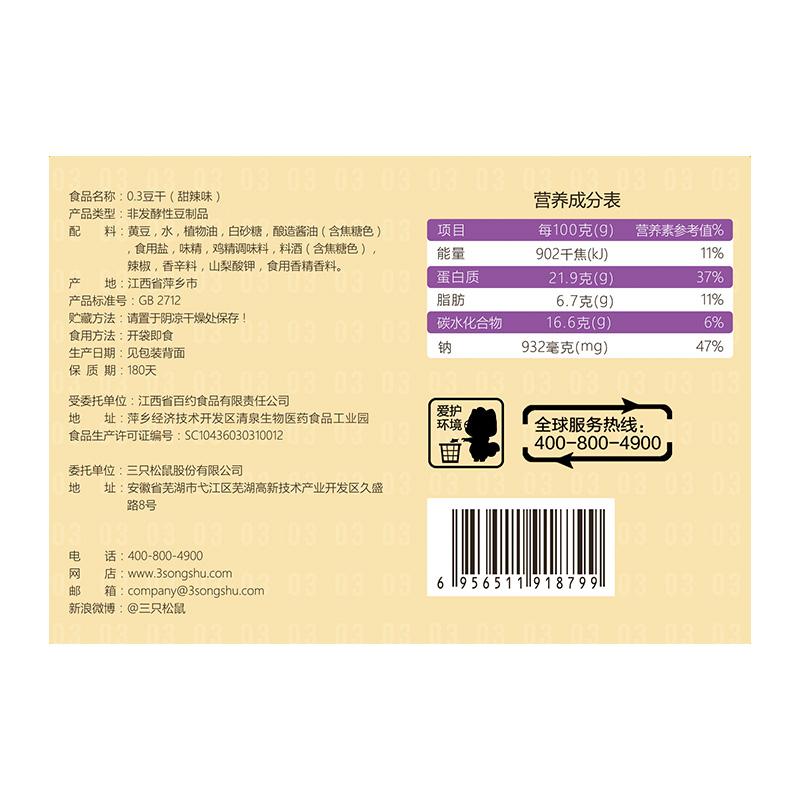 食品名称：0.3豆干（甜辣味）
产品类型：非发酵性豆制品
配 料：黄豆，水，植物油，白砂糖，酿造酱油（含焦糖色）
，食用盐，味精，鸡精调味料，料酒（含焦糖色），
辣椒，香辛料，山梨酸钾，食用香精香料。
产 地：江西省萍乡市
产品标准号：GB 2712
贮藏方法：请置于阴凉干燥处保存！
食用方法：开袋即食
生产日期：见包装背面
保 质 期：180天
受委托单位：江西省百约食品有限责任公司
地 址：萍乡经济技术开发区清泉生物医药食品工业园
食品生产许可证编号：SC10436030310012
委托单位：三只松鼠股份有限公司
地 址：安徽省芜湖市弋江区芜湖高新技术产业开发区久盛
路8号
电 话：400-800-4900
网 店：www.3songshu.com
邮 箱：company@3songshu.com
新浪微博：@三只松鼠
营养成分表
项目 每100克(g) 营养素参考值%
能量 902千焦(kJ) 11%
蛋白质 21.9克(g) 37%
脂肪 6.7克(g) 11%
碳水化合物 16.6克(g) 6%
钠 932毫克(mg) 47%
爱护
环境
全球服务热线：
400-800-4900
6 956511 918799